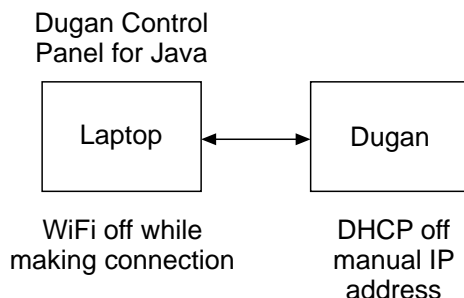 Dugan Control
Panel for Java
Laptop
Dugan
WiFi off while
making connection
DHCP off
manual IP
address